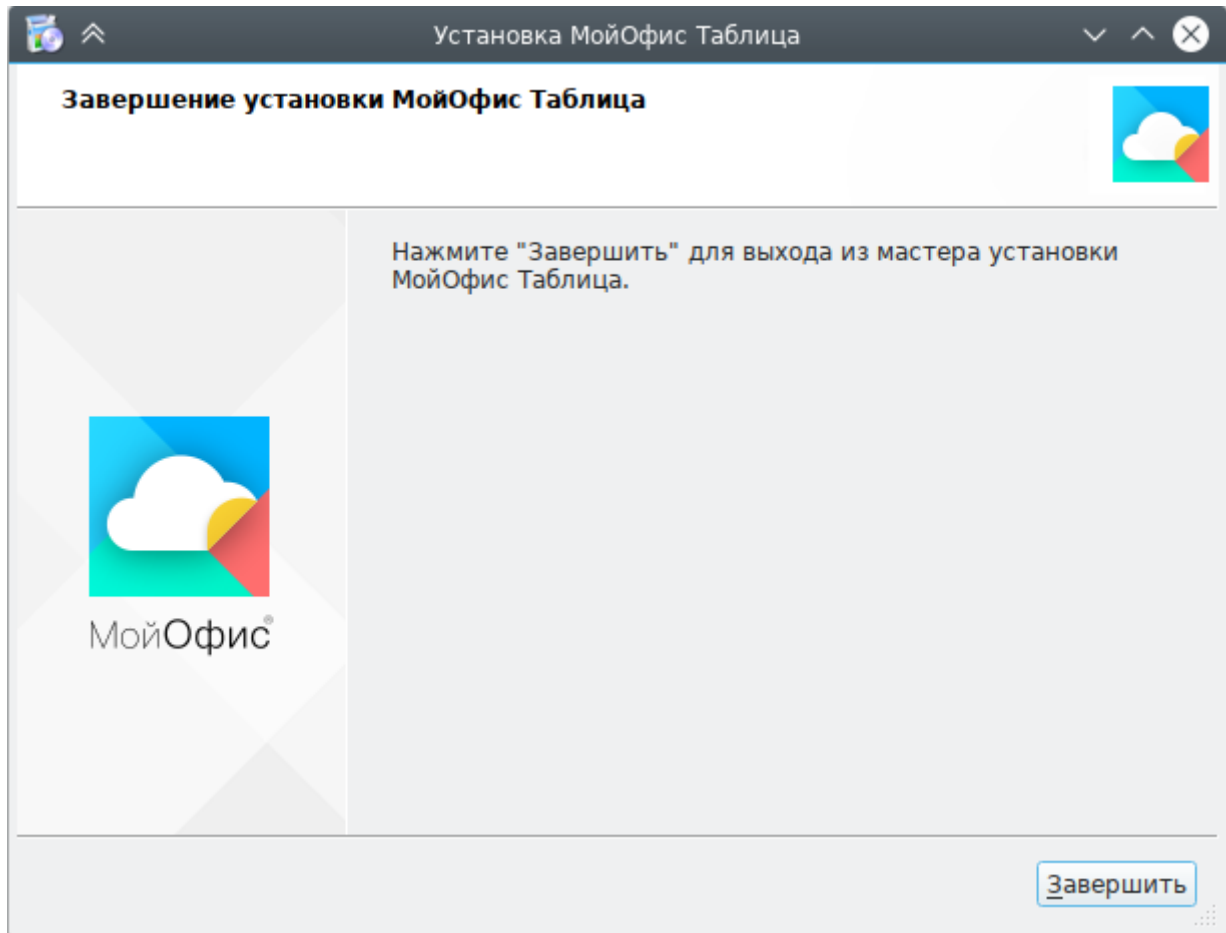 Установка МойОфис Таблица
Завершение установки МойОфис Таблица
Нажмите "Завершить" для выхода из мастера установки
МойОфис Таблица.
МойОфис®
Завершить